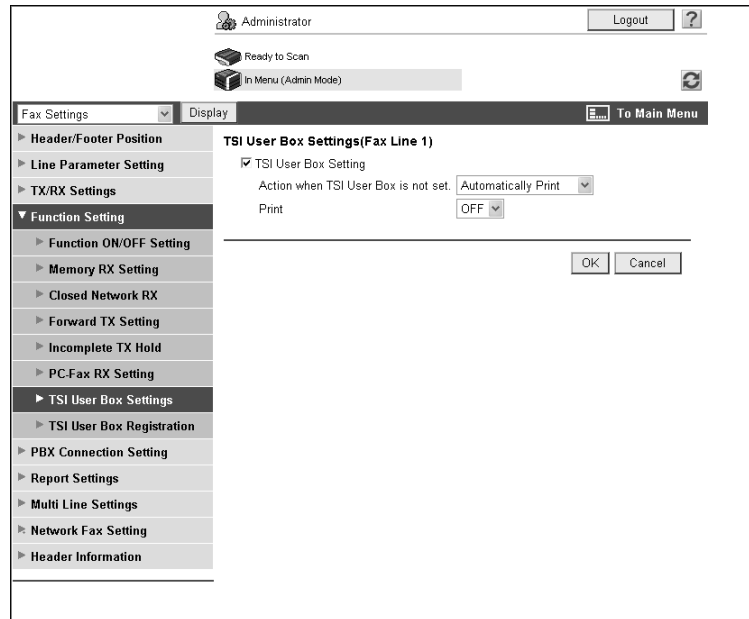 Administrator
Logout
?
Ready to Scan
In Menu (Admin Mode)
Fax Settings
Display
To Main Menu
Header/Footer Position
Line Parameter Setting
TX/RX Settings
Function Setting
Function ON/OFF Setting
Memory RX Setting
Closed Network RX
Forward TX Setting
Incomplete TX Hold
PC-Fax RX Setting
TSI User Box Settings
TSI User Box Registration
PBX Connection Setting
Report Settings
Multi Line Settings
Network Fax Setting
Header Information
TSI User Box Settings(Fax Line 1)
TSI User Box Setting
Action when TSI User Box is not set. Automatically Print
Print OFF
OK Cancel